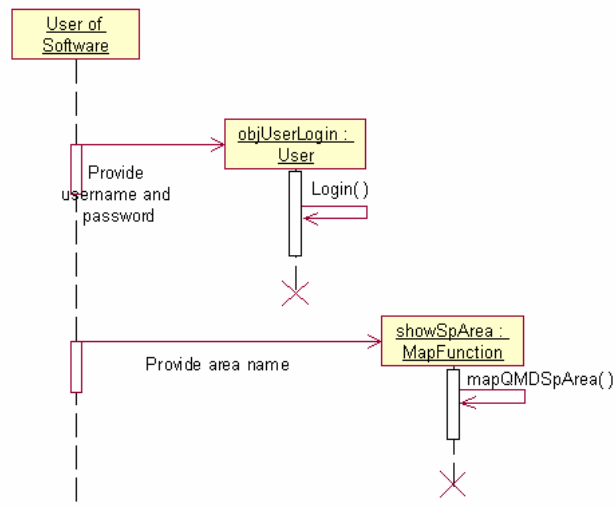 User of
Software
objUserLogin :
User
Provide
username and
password
Login( )
showSpArea :
MapFunction
Provide area name
mapQMDSpArea( )